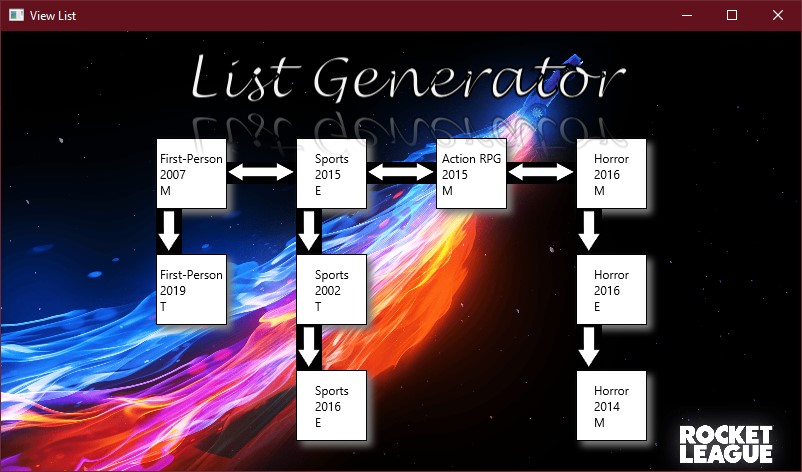 View List
List Generator
First-Person
2007
M
Sports
2015
E
Action RPG
2015
M
Horror
2016
M
First-Person
2019
T
Sports
2002
T
Horror
2016
E
Sports
2016
E
Horror
2014
M
ROCKET
LEAGUE